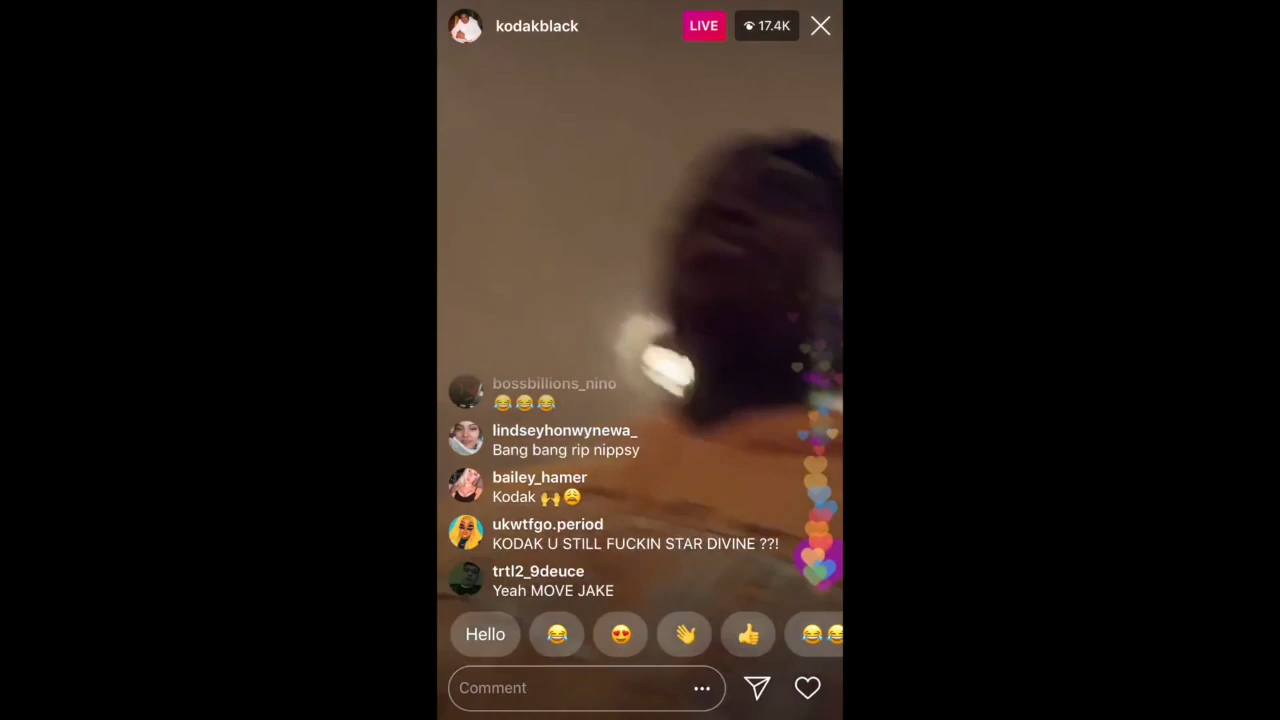 kodakblack
LIVE
17.4K
bossbillions_nino
😂😂😂
lindseyhonwynewa_
Bang bang rip nippsy
bailey_hamer
Kodak 🙌😩
ukwtfgo.period
KODAK U STILL FUCKIN STAR DIVINE ??!
trtl2_9deuce
Yeah MOVE JAKE
Hello 😂 😍 👋 👍 😂😂
Comment